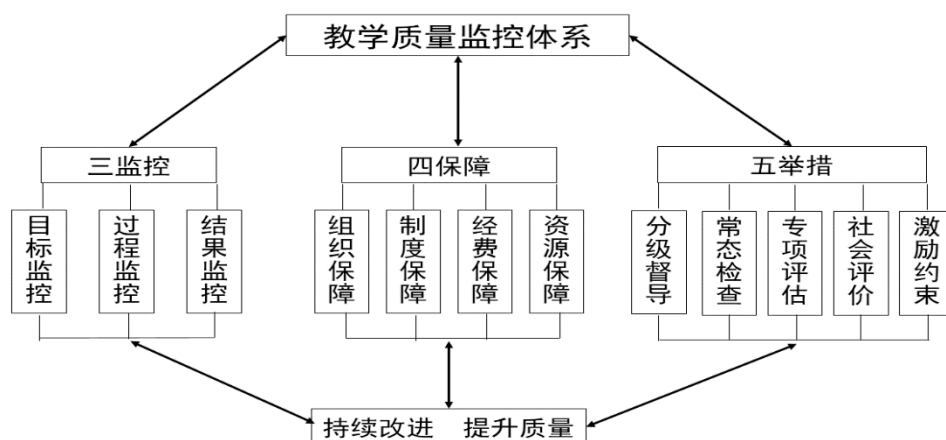 教学质量监控体系
三监控
四保障
五举措
目标监控
过程监控
结果监控
组织保障
制度保障
经费保障
资源保障
分级督导
常态检查
专项评估
社会评价
激励约束
持续改进 提升质量